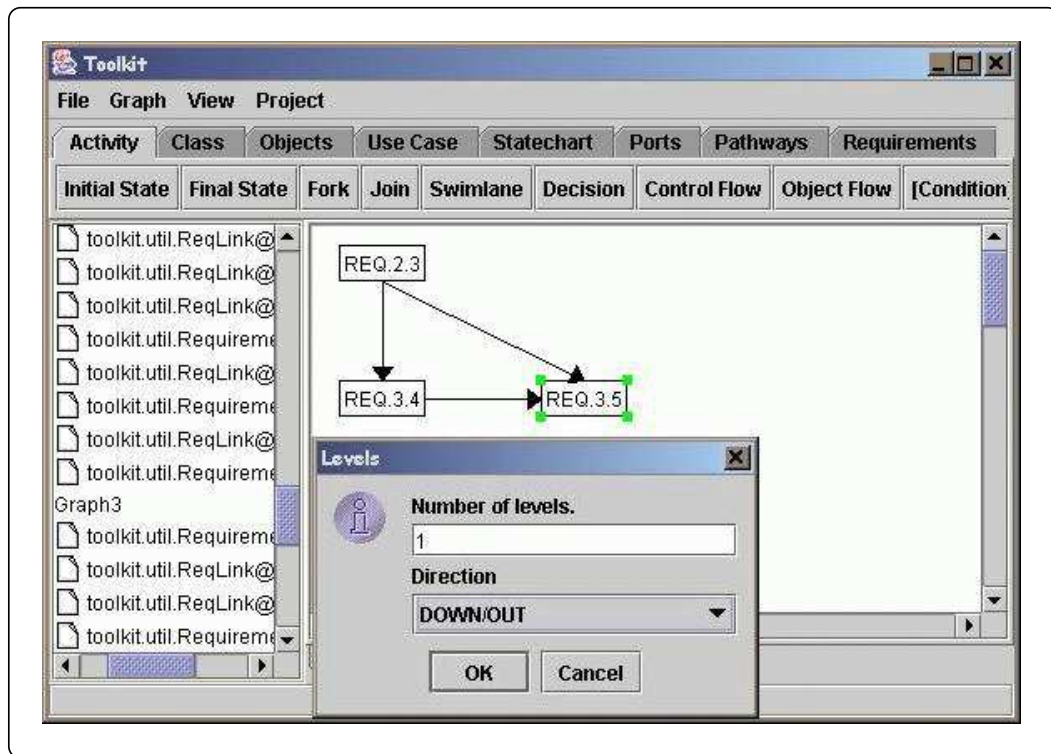 Toolkit
File Graph View Project
Activity Class Objects Use Case Statechart Ports Pathways Requirements
Initial State Final State Fork Join Swimlane Decision Control Flow Object Flow [Condition]
toolkit.util.ReqLink@
toolkit.util.ReqLink@
toolkit.util.ReqLink@
toolkit.util.Requireme
toolkit.util.ReqLink@
toolkit.util.Requireme
toolkit.util.ReqLink@
toolkit.util.Requireme
Graph3
toolkit.util.Requireme
toolkit.util.ReqLink@
toolkit.util.ReqLink@
toolkit.util.Requireme
REQ.2.3
REQ.3.4 REQ.3.5
Levels
Number of levels.
1
Direction
DOWN/OUT
OK Cancel